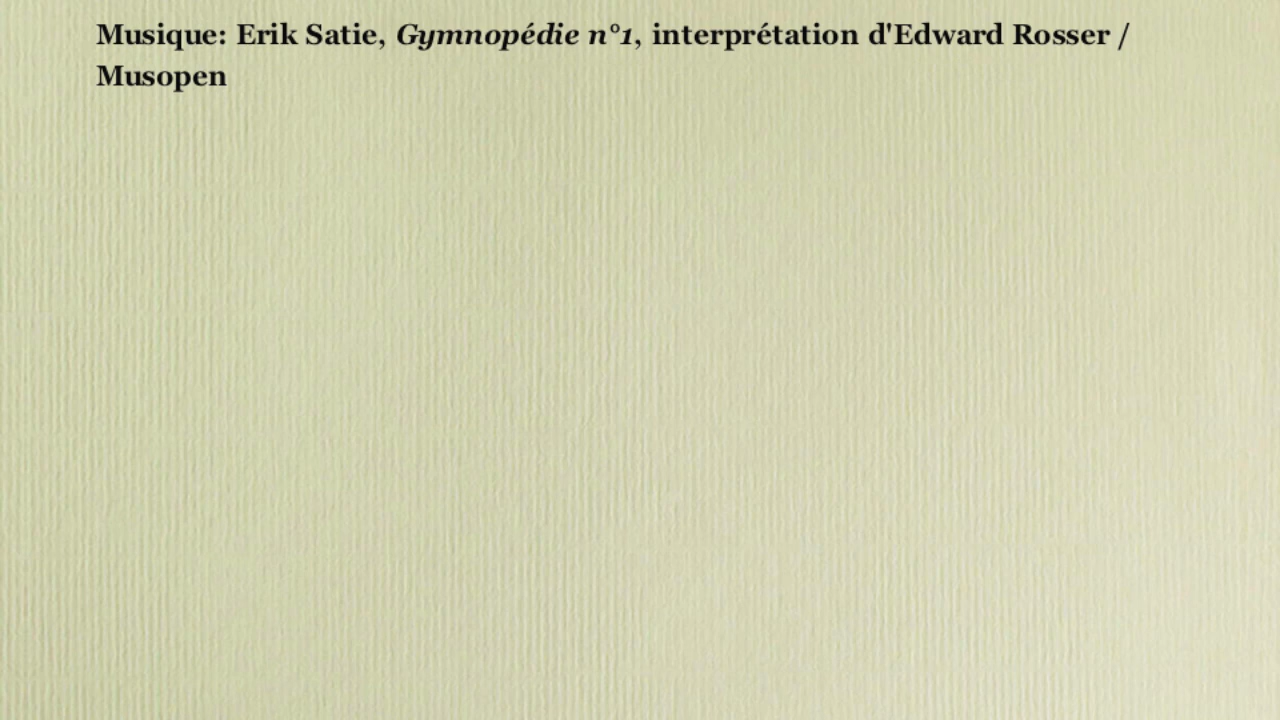 Musique: Erik Satie, Gymnopédie n°1, interprétation d'Edward Rosser /
Musopen